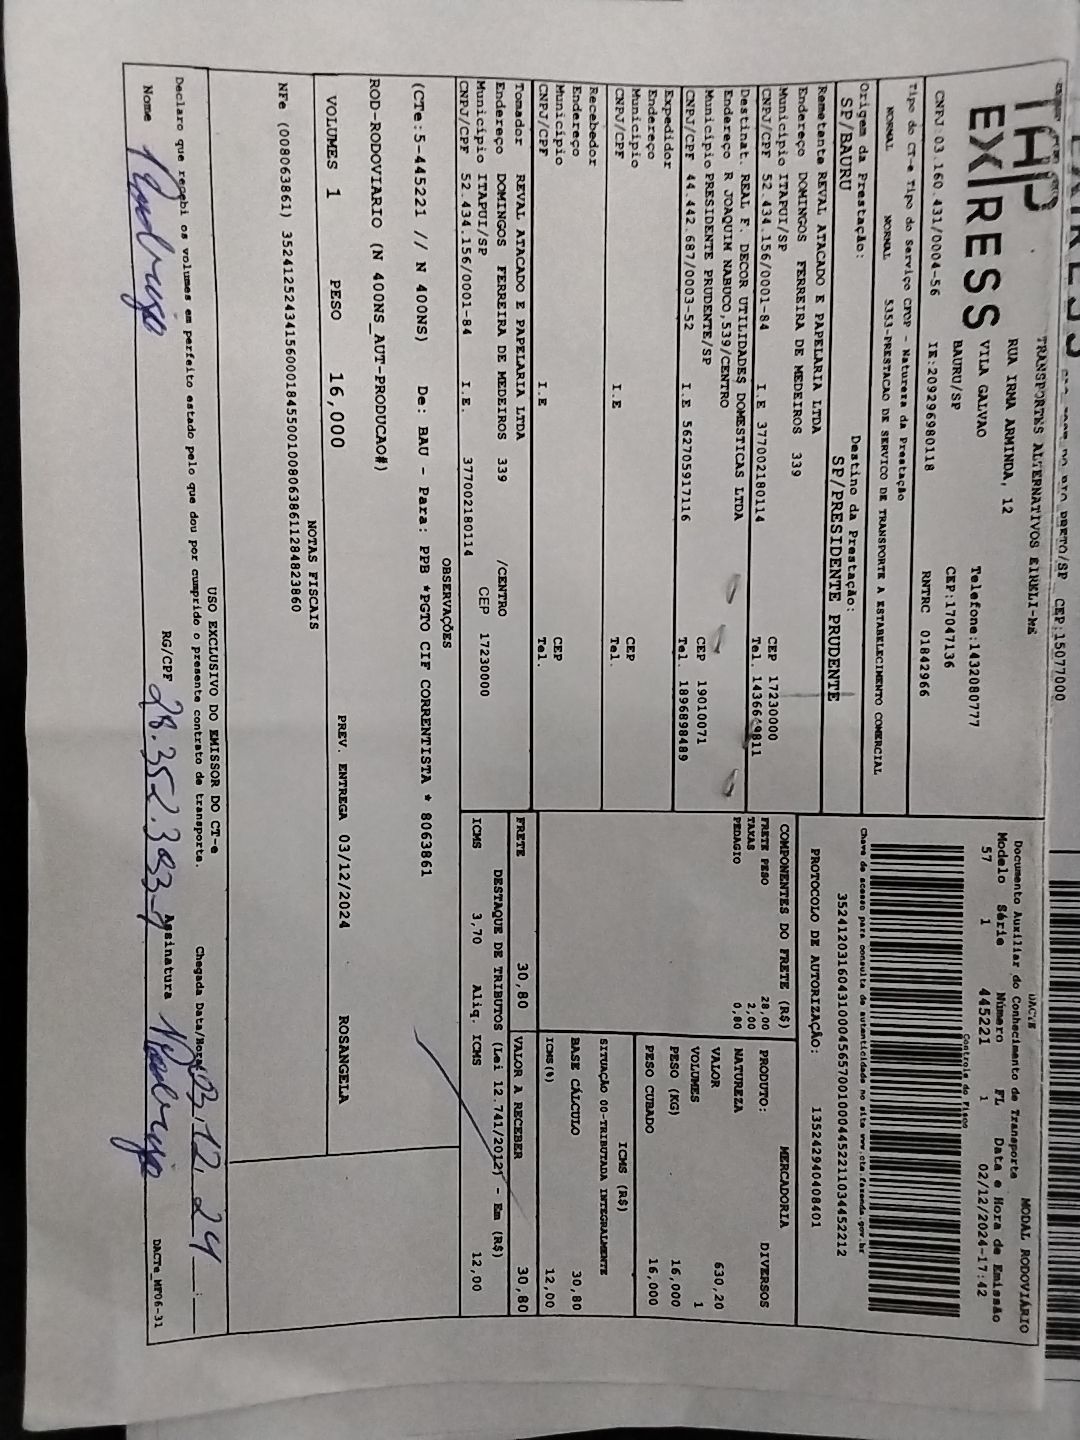 CEP:15077000
TAP
EXPRESS
TRANSPORTES ALTERNATIVOS EIRELI-ME
RUA IRMA ARMINDA, 12
VILA GALVAO Telefone:1432080777
BAURU/SP CEP:17047136
CNPJ:03.160.431/0004-56 IE:209296980118 RNTRC 01842966
Tipo do CT-e Tipo do Serviço CFOP - Natureza da Prestação
NORMAL NORMAL 5353-PRESTACAO DE SERVICO DE TRANSPORTE A ESTABELECIMENTO COMERCIAL
Origem da Prestação: Destino da Prestação:
SP/BAURU SP/PRESIDENTE PRUDENTE
Remetente REVAL ATACADO E PAPELARIA LTDA
Endereço DOMINGOS FERREIRA DE MEDEIROS 339
Município ITAPUI/SP CEP 17230000
CNPJ/CPF 52.434.156/0001-84 I.E 377002180114 Tel. 1436649811
Destinat. REAL F. DECOR UTILIDADES DOMESTICAS LTDA
Endereço R JOAQUIM NABUCO,539/CENTRO
Município PRESIDENTE PRUDENTE/SP CEP 19010071
CNPJ/CPF 44.442.687/0003-52 I.E 562705917116 Tel. 1896898489
Expedidor
Endereço
Município CEP
CNPJ/CPF I.E Tel.
Recebedor
Endereço
Município CEP
CNPJ/CPF I.E Tel.
Tomador REVAL ATACADO E PAPELARIA LTDA
Endereço DOMINGOS FERREIRA DE MEDEIROS 339 /CENTRO
Município ITAPUI/SP CEP 17230000
CNPJ/CPF 52.434.156/0001-84 I.E. 377002180114
DACTE MODAL RODOVIÁRIO
Documento Auxiliar do Conhecimento de Transporte
Modelo Série Número FL Data e Hora de Emissão
57 1 445221 1 02/12/2024-17:42
Controle do Fisco
Chave de acesso para consulta de autenticidade no site www.cte.fazenda.gov.br
35241203160431000456570010004452211034452212
PROTOCOLO DE AUTORIZAÇÃO: 135242940408401
COMPONENTES DO FRETE (R$)
FRETE PESO 28,00
TAXAS 2,00
PEDAGIO 0,80
MERCADORIA
PRODUTO: DIVERSOS
NATUREZA
VALOR 630,20
VOLUMES 1
PESO (KG) 16,000
PESO CUBADO 16,000
ICMS (R$)
SITUAÇÃO 00-TRIBUTADA INTEGRALMENTE
BASE CÁLCULO 30,80
ICMS(%) 12,00
FRETE 30,80 VALOR A RECEBER 30,80
DESTAQUE DE TRIBUTOS (Lei 12.741/2012) - Em (R$)
ICMS 3,70 Aliq. ICMS 12,00
OBSERVAÇÕES
(CTe:5-445221 // N 400NS) De: BAU - Para: PPB *PGTO CIF CORRENTISTA * 8063861
ROD-RODOVIARIO (N 400NS_AUT-PRODUCAO#)
VOLUMES 1 PESO 16,000 PREV. ENTREGA 03/12/2024 ROSANGELA
NOTAS FISCAIS
NFe (008063861) 35241252434156000184550010080638611284823860
USO EXCLUSIVO DO EMISSOR DO CT-e
Declaro que recebi os volumes em perfeito estado pelo que dou por cumprido o presente contrato de transporte. Chegada Data/Hora: 03.12.24
Nome Rodrigo RG/CPF 28.352.393-9 Assinatura Rodrigo
DACTe_MF06-31